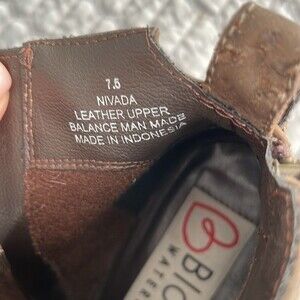 7.5
NIVADA
LEATHER UPPER
BALANCE MAN MADE
MADE IN INDONESIA